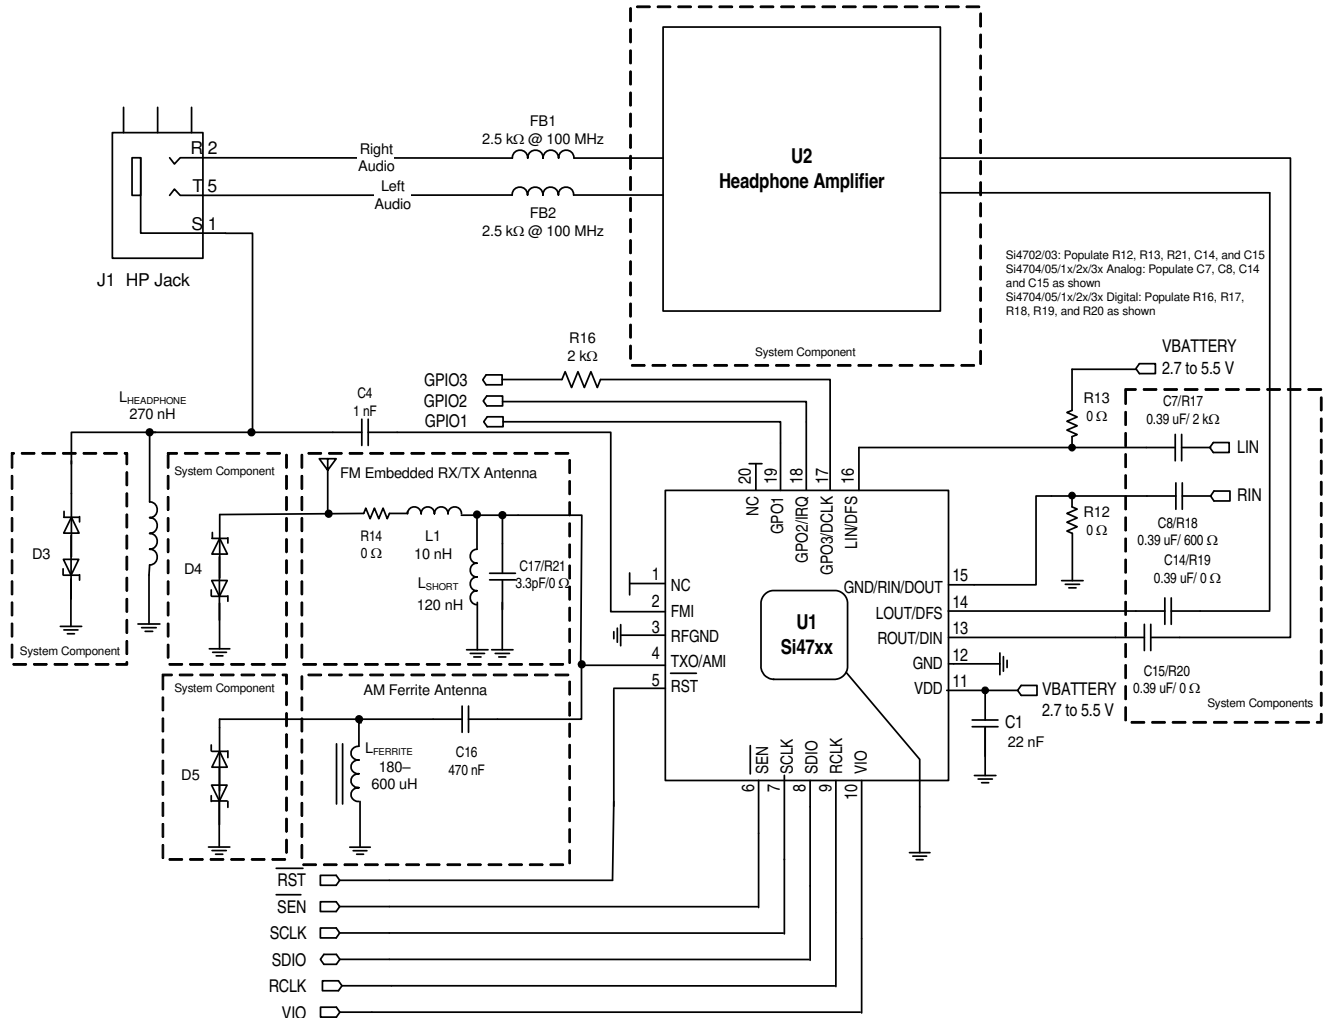 FB1
2.5 kΩ @ 100 MHz
U2
Headphone Amplifier
System Component
R 2
Right
Audio
T 5
Left
Audio
FB2
2.5 kΩ @ 100 MHz
S 1
J1 HP Jack
Si4702/03: Populate R12, R13, R21, C14, and C15
Si4704/05/1x/2x/3x Analog: Populate C7, C8, C14
and C15 as shown
Si4704/05/1x/2x/3x Digital: Populate R16, R17,
R18, R19, and R20 as shown
R16
2 kΩ
GPIO3
GPIO2
GPIO1
VBATTERY
2.7 to 5.5 V
R13
0 Ω
C7/R17
0.39 uF/ 2 kΩ
LIN
RIN
R12
0 Ω
C8/R18
0.39 uF/ 600 Ω
C14/R19
0.39 uF/ 0 Ω
C15/R20
0.39 uF/ 0 Ω
System Components
LHEADPHONE
270 nH
C4
1 nF
D3
System Component
System Component
D4
FM Embedded RX/TX Antenna
R14
0 Ω
L1
10 nH
LSHORT
120 nH
C17/R21
3.3pF/0 Ω
System Component
D5
AM Ferrite Antenna
LFERRITE
180–
600 uH
C16
470 nF
20
19
18
17
16
NC
GPO1
GPO2/IRQ
GPO3/DCLK
LIN/DFS
1
NC
2
FMI
3
RFGND
4
TXO/AMI
5
RST
U1
Si47xx
GND/RIN/DOUT
15
LOUT/DFS
14
ROUT/DIN
13
GND
12
VDD
11
VBATTERY
2.7 to 5.5 V
C1
22 nF
SEN
SCLK
SDIO
RCLK
VIO
6
7
8
9
10
RST
SEN
SCLK
SDIO
RCLK
VIO